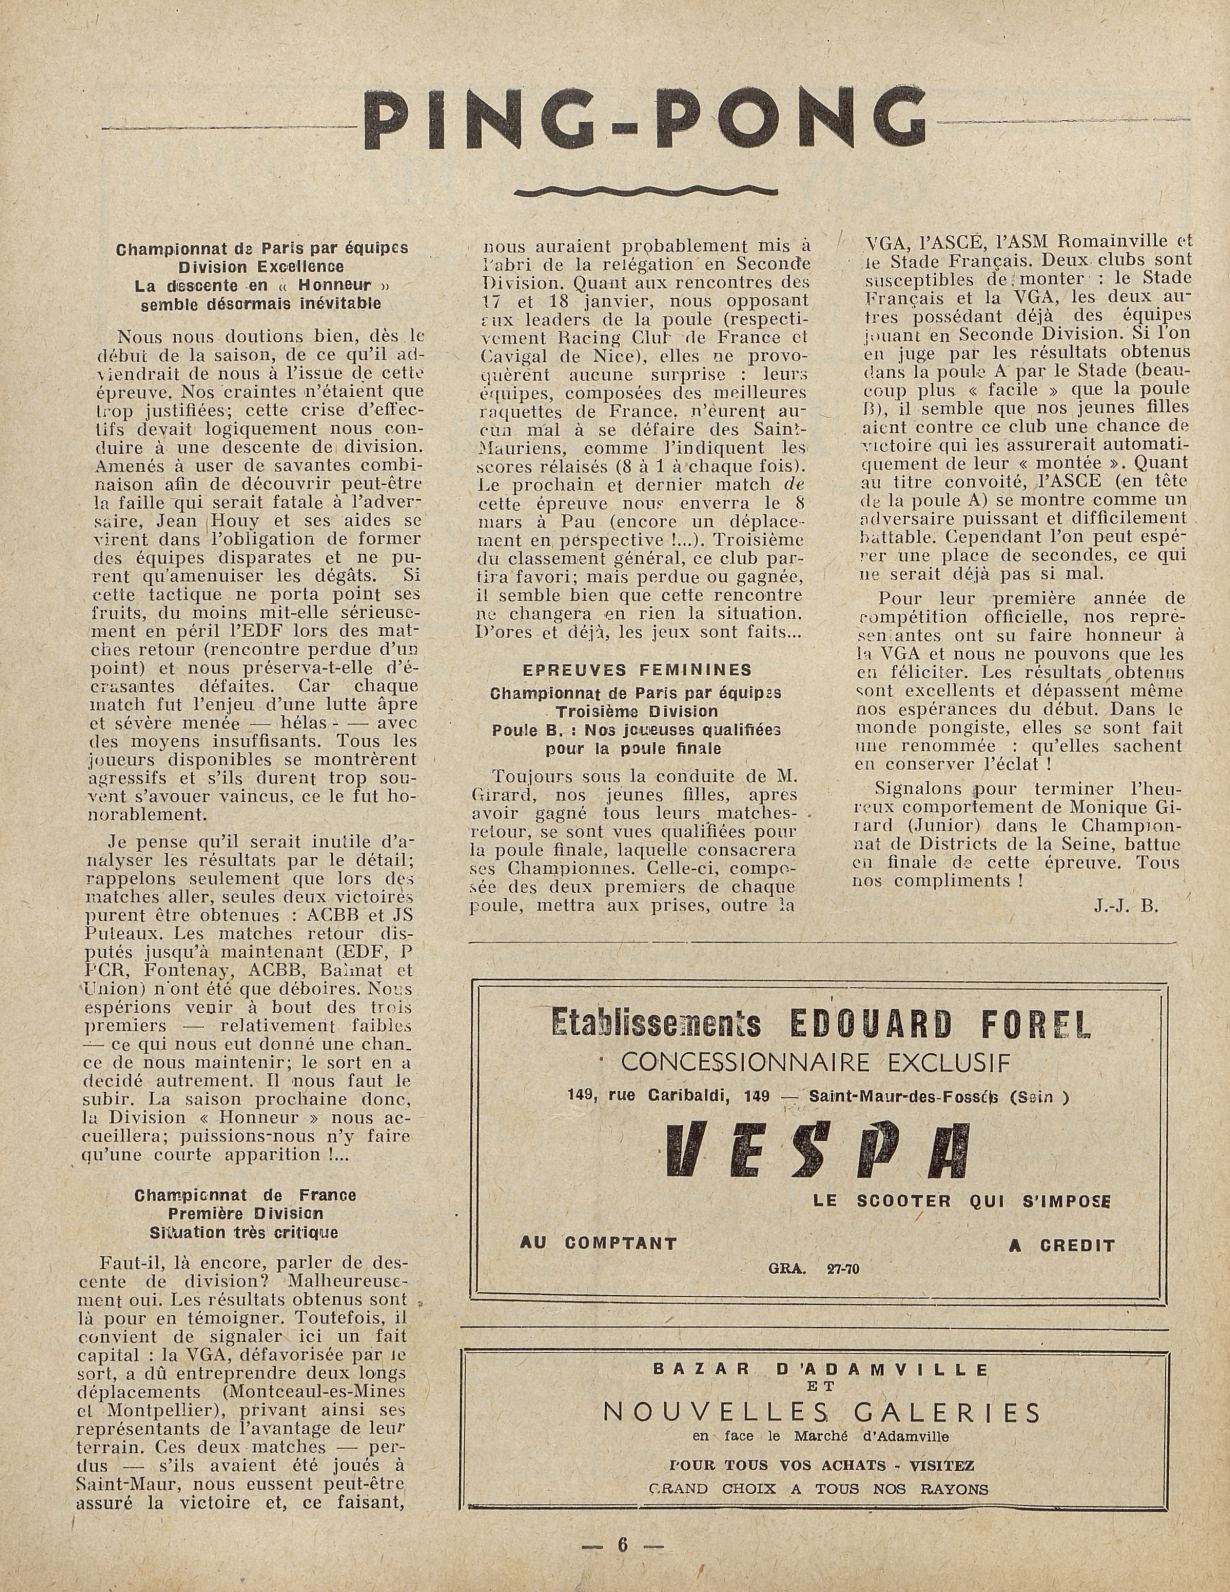 PING-PONG
Championnat de Paris par équipes
Division Excellence
La descente en « Honneur »
semble désormais inévitable
Nous nous doutions bien, dès le
début de la saison, de ce qu'il ad-
viendrait de nous à l'issue de cette
épreuve. Nos craintes n'étaient que
trop justifiées; cette crise d'effec-
tifs devait logiquement nous con-
duire à une descente de division.
Amenés à user de savantes combi-
naison afin de découvrir peut-être
la faille qui serait fatale à l'adver-
saire, Jean Houy et ses aides se
virent dans l'obligation de former
des équipes disparates et ne pu-
rent qu'amenuiser les dégâts. Si
cette tactique ne porta point ses
fruits, du moins mit-elle sérieuse-
ment en péril l'EDF lors des mat-
ches retour (rencontre perdue d'un
point) et nous préserva-t-elle d'é-
crasantes défaites. Car chaque
match fut l'enjeu d'une lutte âpre
et sévère menée — hélas - — avec
des moyens insuffisants. Tous les
joueurs disponibles se montrèrent
agressifs et s'ils durent trop sou-
vent s'avouer vaincus, ce le fut ho-
norablement.
Je pense qu'il serait inutile d'a-
nalyser les résultats par le détail;
rappelons seulement que lors des
matches aller, seules deux victoires
purent être obtenues : ACBB et JS
Puteaux. Les matches retour dis-
putés jusqu'à maintenant (EDF, P
PCR, Fontenay, ACBB, Balmat et
Union) n'ont été que déboires. Nous
espérions venir à bout des trois
premiers — relativement faibles
— ce qui nous eut donné une chan-
ce de nous maintenir; le sort en a
decidé autrement. Il nous faut le
subir. La saison prochaine donc,
la Division « Honneur » nous ac-
cueillera; puissions-nous n'y faire
qu'une courte apparition !...
Championnat de France
Première Division
Situation très critique
Faut-il, là encore, parler de des-
cente de division? Malheureuse-
ment oui. Les résultats obtenus sont
là pour en témoigner. Toutefois, il
convient de signaler ici un fait
capital : la VGA, défavorisée par le
sort, a dû entreprendre deux longs
déplacements (Montceaul-es-Mines
et Montpellier), privant ainsi ses
représentants de l'avantage de leur
terrain. Ces deux matches — per-
dus — s'ils avaient été joués à
Saint-Maur, nous eussent peut-être
assuré la victoire et, ce faisant,
nous auraient probablement mis à
l'abri de la relégation en Seconde
Division. Quant aux rencontres des
17 et 18 janvier, nous opposant
aux leaders de la poule (respecti-
vement Racing Club de France et
Cavigal de Nice), elles ne provo-
quèrent aucune surprise : leurs
équipes, composées des meilleures
raquettes de France, n'eurent au-
cun mal à se défaire des Saint-
Mauriens, comme l'indiquent les
scores rélaisés (8 à 1 à chaque fois).
Le prochain et dernier match de
cette épreuve nous enverra le 8
mars à Pau (encore un déplace-
ment en perspective !...). Troisième
du classement général, ce club par-
tira favori; mais perdue ou gagnée,
il semble bien que cette rencontre
ne changera en rien la situation.
D'ores et déjà, les jeux sont faits...
EPREUVES FEMININES
Championnat de Paris par équipes
Troisième Division
Poule B. : Nos joueuses qualifiées
pour la poule finale
Toujours sous la conduite de M.
Girard, nos jeunes filles, apres
avoir gagné tous leurs matches-
retour, se sont vues qualifiées pour
la poule finale, laquelle consacrera
ses Championnes. Celle-ci, compo-
sée des deux premiers de chaque
poule, mettra aux prises, outre la
VGA, l'ASCE, l'ASM Romainville et
le Stade Français. Deux clubs sont
susceptibles de monter : le Stade
Français et la VGA, les deux au-
tres possédant déjà des équipes
jouant en Seconde Division. Si l'on
en juge par les résultats obtenus
dans la poule A par le Stade (beau-
coup plus « facile » que la poule
B), il semble que nos jeunes filles
aient contre ce club une chance de
victoire qui les assurerait automati-
quement de leur « montée ». Quant
au titre convoité, l'ASCE (en tête
de la poule A) se montre comme un
adversaire puissant et difficilement
battable. Cependant l'on peut espé-
rer une place de secondes, ce qui
ne serait déjà pas si mal.
Pour leur première année de
compétition officielle, nos repré-
sentantes ont su faire honneur à
la VGA et nous ne pouvons que les
en féliciter. Les résultats obtenus
sont excellents et dépassent même
nos espérances du début. Dans le
monde pongiste, elles se sont fait
une renommée : qu'elles sachent
en conserver l'éclat !
Signalons pour terminer l'heu-
reux comportement de Monique Gi-
rard (Junior) dans le Champion-
nat de Districts de la Seine, battue
en finale de cette épreuve. Tous
nos compliments !
J.-J. B.
Etablissements EDOUARD FOREL
CONCESSIONNAIRE EXCLUSIF
149, rue Garibaldi, 149 — Saint-Maur-des-Fossés (Sein )
VESPA
LE SCOOTER QUI S'IMPOSE
AU COMPTANT A CREDIT
GRA. 27-70
BAZAR D'ADAMVILLE
ET
NOUVELLES GALERIES
en face le Marché d'Adamville
POUR TOUS VOS ACHATS - VISITEZ
GRAND CHOIX A TOUS NOS RAYONS
— 6 —